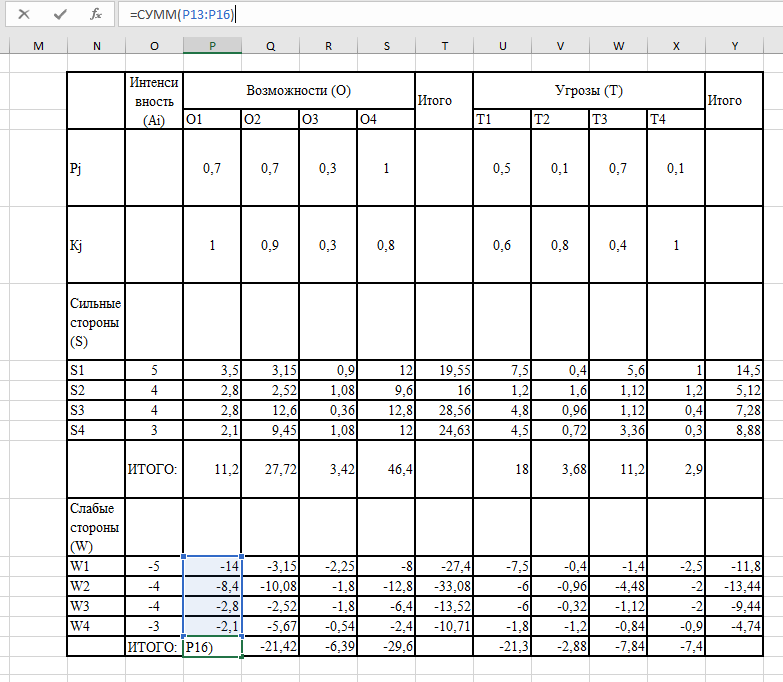 =СУММ(P13:P16)
M N O P Q R S T U V W X Y
Интенси
вность
(Ai) Возможности (O) Итого Угрозы (T) Итого
O1 O2 O3 O4 T1 T2 T3 T4
Pj 0,7 0,7 0,3 1 0,5 0,1 0,7 0,1
Kj 1 0,9 0,3 0,8 0,6 0,8 0,4 1
Сильные
стороны
(S)
S1 5 3,5 3,15 0,9 12 19,55 7,5 0,4 5,6 1 14,5
S2 4 2,8 2,52 1,08 9,6 16 1,2 1,6 1,12 1,2 5,12
S3 4 2,8 12,6 0,36 12,8 28,56 4,8 0,96 1,12 0,4 7,28
S4 3 2,1 9,45 1,08 12 24,63 4,5 0,72 3,36 0,3 8,88
ИТОГО: 11,2 27,72 3,42 46,4 18 3,68 11,2 2,9
Слабые
стороны
(W)
W1 -5 -14 -3,15 -2,25 -8 -27,4 -7,5 -0,4 -1,4 -2,5 -11,8
W2 -4 -8,4 -10,08 -1,8 -12,8 -33,08 -6 -0,96 -4,48 -2 -13,44
W3 -4 -2,8 -2,52 -1,8 -6,4 -13,52 -6 -0,32 -1,12 -2 -9,44
W4 -3 -2,1 -5,67 -0,54 -2,4 -10,71 -1,8 -1,2 -0,84 -0,9 -4,74
ИТОГО: P16) -21,42 -6,39 -29,6 -21,3 -2,88 -7,84 -7,4